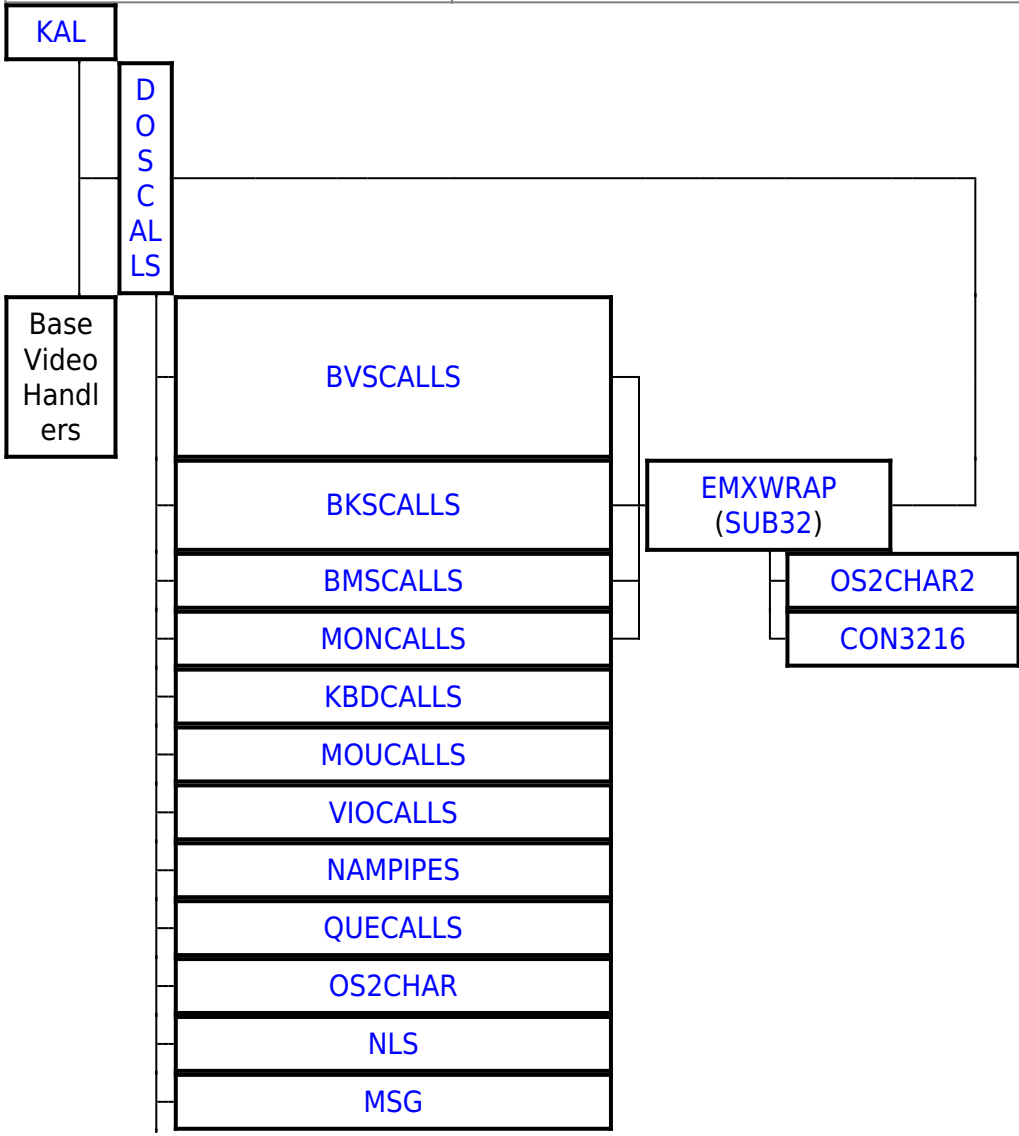 KAL
D
O
S
C
AL
LS
Base
Video
Handl
ers
BVSCALLS
BKSCALLS
EMXWRAP
(SUB32)
BMSCALLS
OS2CHAR2
MONCALLS
CON3216
KBDCALLS
MOUCALLS
VIOCALLS
NAMPIPES
QUECALLS
OS2CHAR
NLS
MSG